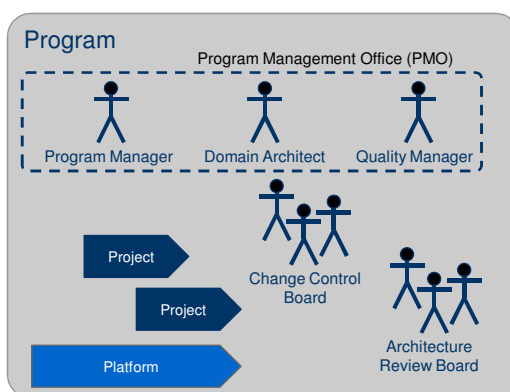 Program
Program Management Office (PMO)
Program Manager
Domain Architect
Quality Manager
Project
Change Control
Board
Project
Architecture
Review Board
Platform